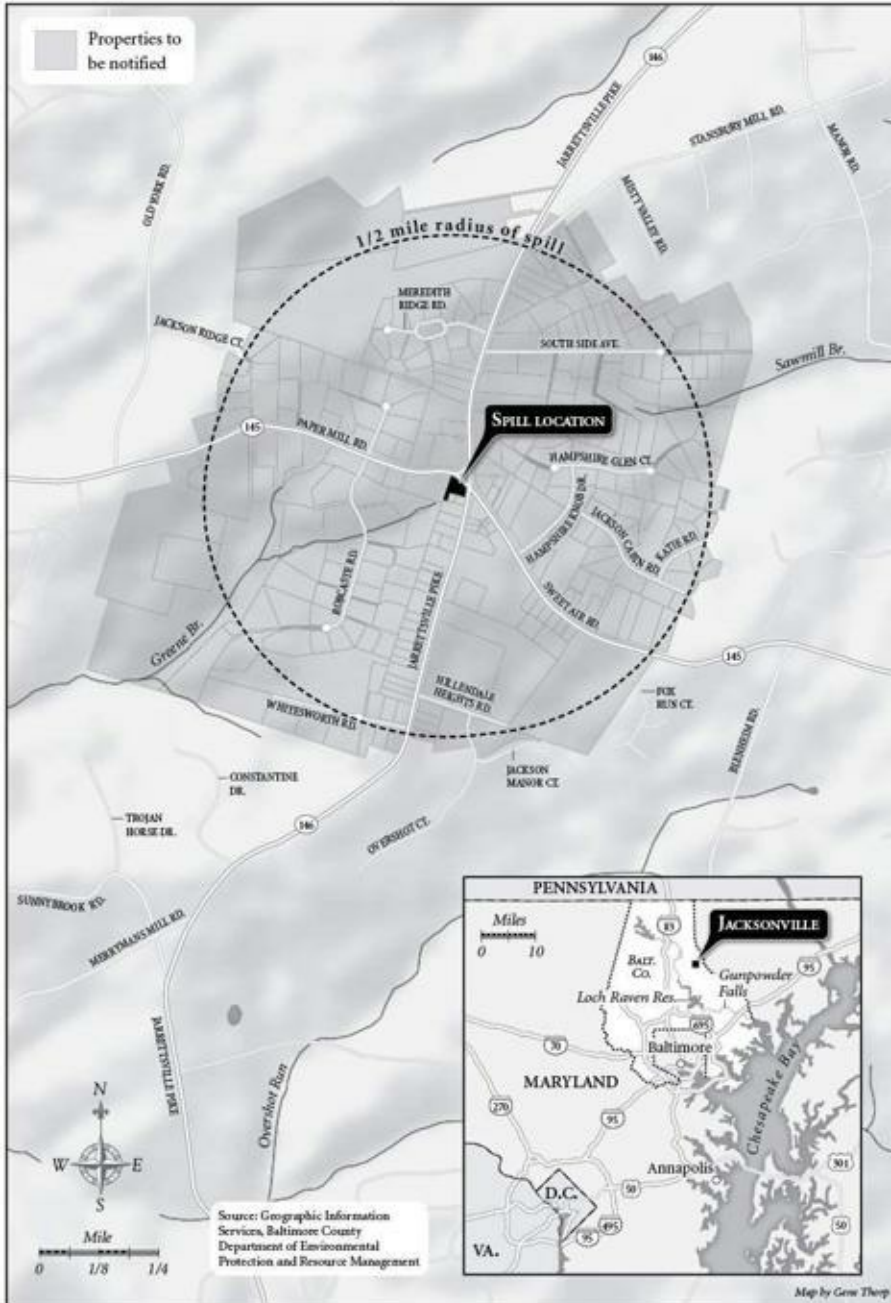 Properties to
be notified
146
JARRETTSVILLE PIKE
STANSBURY MILL RD.
MANOR RD.
MISTY VALLEY RD.
OLD YORK RD.
1/2 mile radius of spill
MEREDITH
RIDGE RD.
JACKSON RIDGE CT.
SOUTH SIDE AVE.
Sawmill Br.
145
PAPER MILL RD.
SPILL LOCATION
HAMPSHIRE GLEN CT.
HAMPSHIRE KNOB DR.
JACKSON CABIN RD.
KATIE RD.
ROBCASTE RD.
JARRETTSVILLE PIKE
SWEET AIR RD.
145
Greene Br.
HILLENDALE
HEIGHTS RD.
FOX
RUN CT.
WHITESWORTH RD.
BLENHEIM RD.
JACKSON
MANOR CT.
CONSTANTINE
DR.
TROJAN
HORSE DR.
146
OVERSHOT CT.
SUNNYBROOK RD.
MERRYMANS MILL RD.
JARRETTSVILLE PIKE
Overshot Run
N
W E
S
Mile
0 1/8 1/4
Source: Geographic Information
Services, Baltimore County
Department of Environmental
Protection and Resource Management
PENNSYLVANIA
Miles
0 10
83
JACKSONVILLE
BALT.
CO.
Gunpowder
Falls
95
Loch Raven Res.
695
70
Baltimore
MARYLAND
Chesapeake Bay
270
95
Annapolis
301
50
D.C.
50
495
95
VA.
Map by Gene Thorp